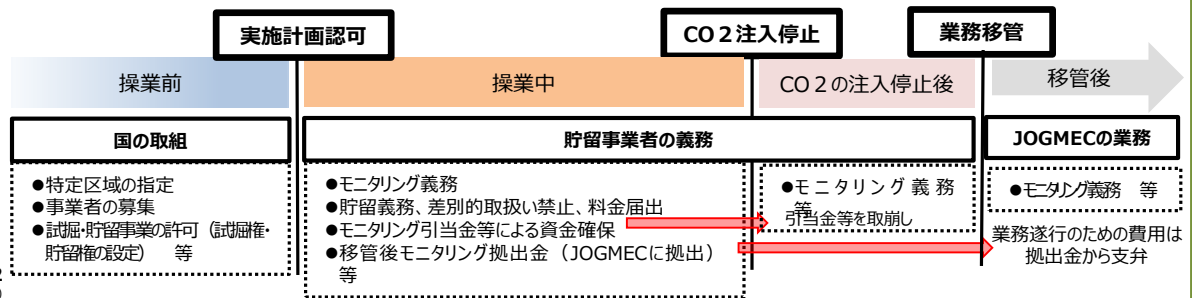 実施計画認可
CO２注入停止
業務移管
操業前
操業中
CO２の注入停止後
移管後
国の取組
貯留事業者の義務
JOGMECの業務
●特定区域の指定
●事業者の募集
●試掘・貯留事業の許可（試掘権・
貯留権の設定）　等
●モニタリング義務
●貯留義務、差別的取扱い禁止、料金届出
●モニタリング引当金等による資金確保
●移管後モニタリング拠出金（JOGMECに拠出）
等
●モニタリング義務
等
引当金等を取崩し
●モニタリング義務　等
業務遂行のための費用は
拠出金から支弁